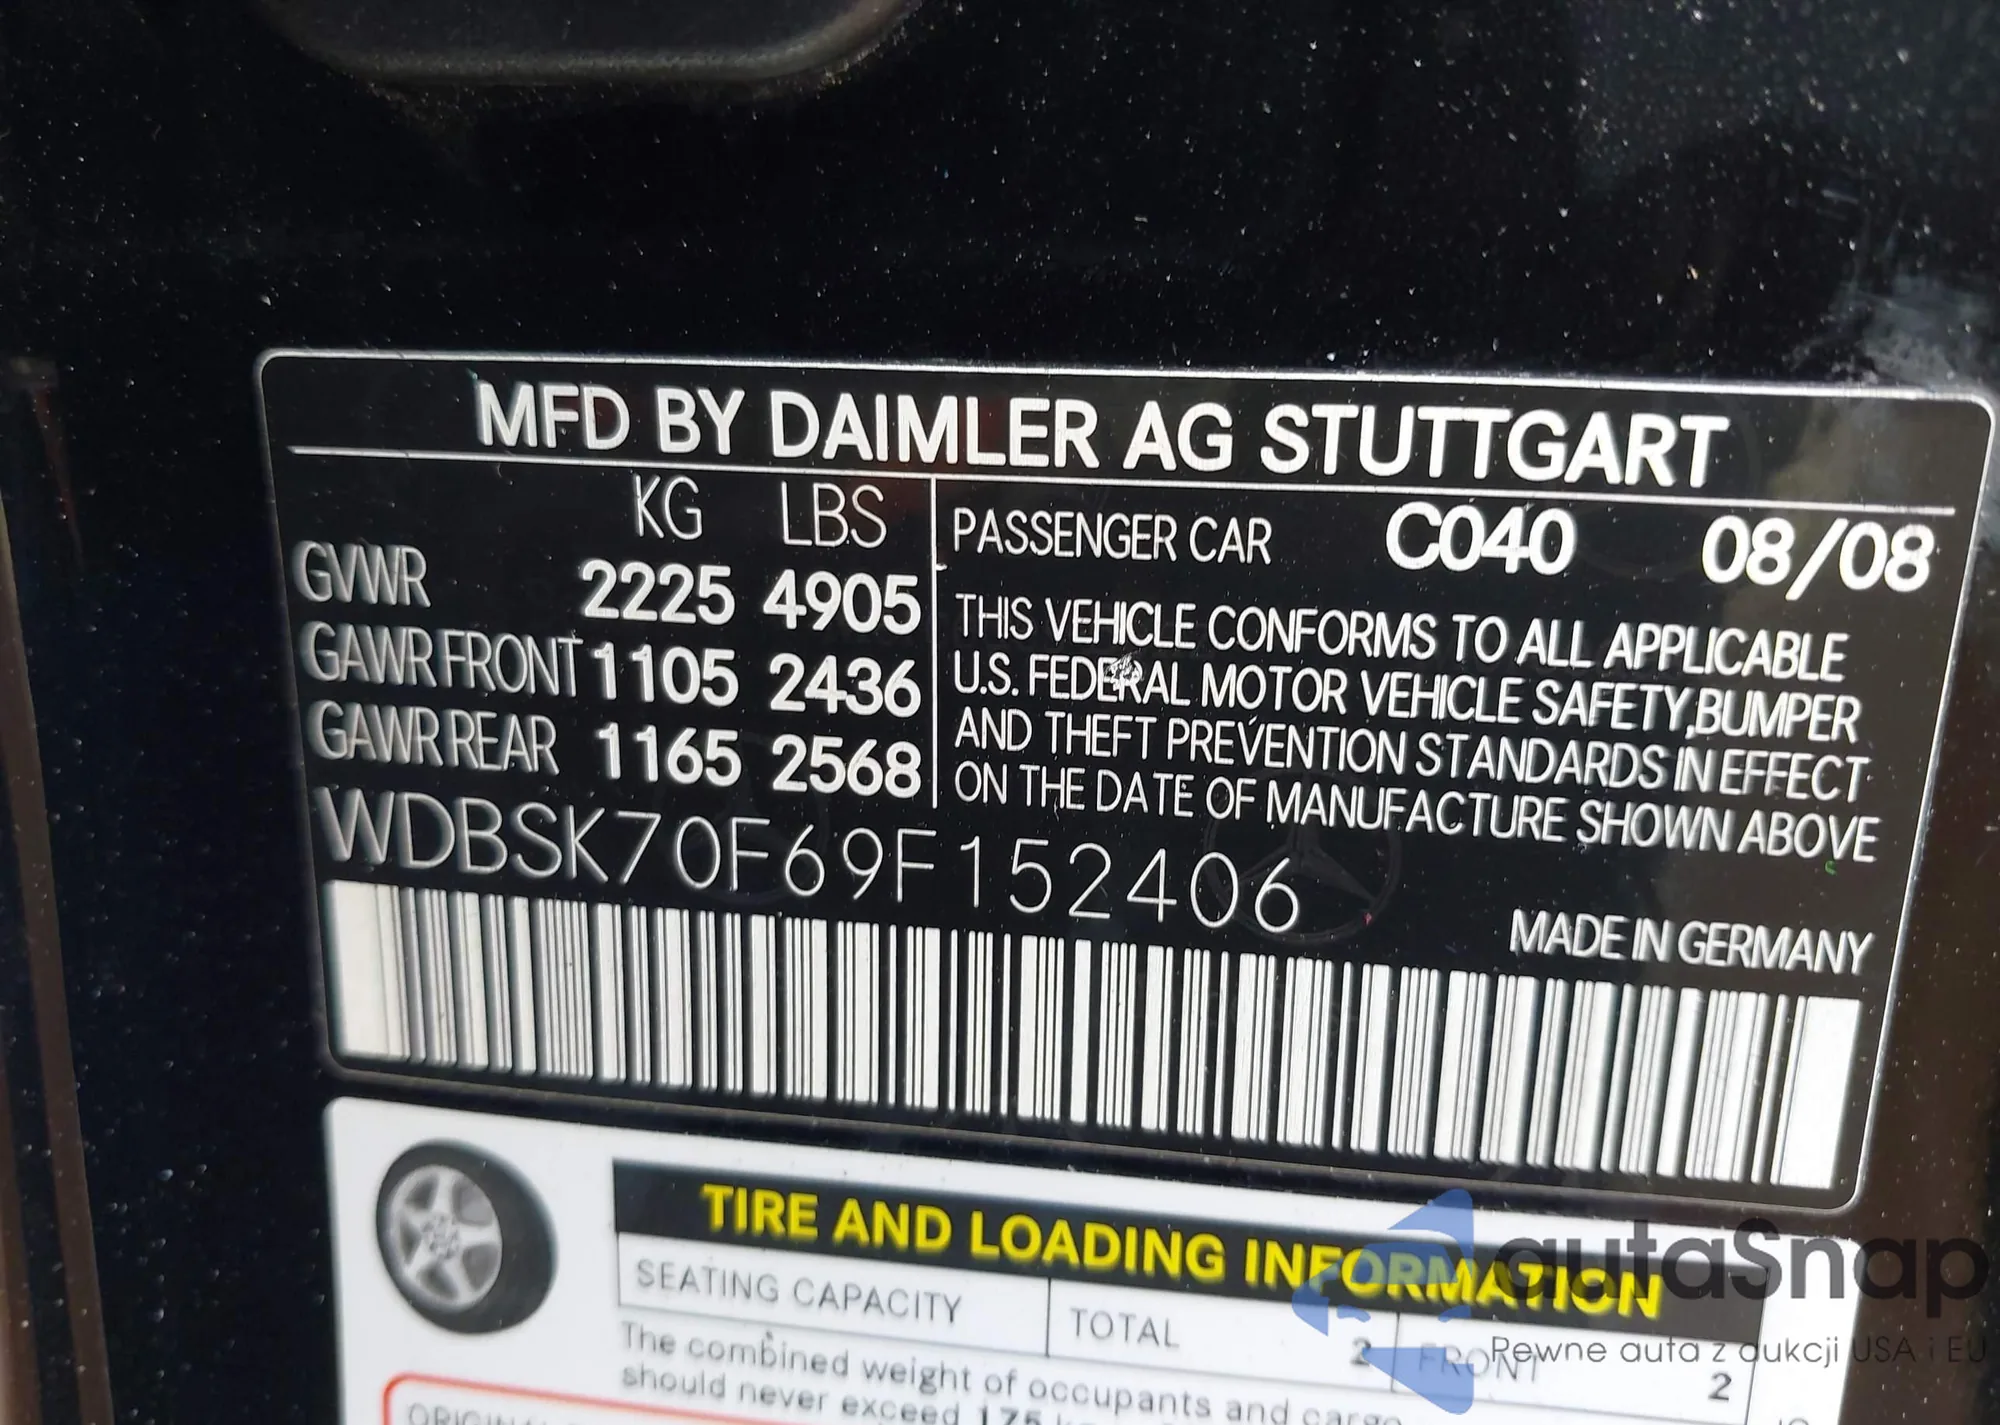 MFD BY DAIMLER AG STUTTGART
KG LBS
GVWR 2225 4905
GAWR FRONT 1105 2436
GAWR REAR 1165 2568
PASSENGER CAR C040 08/08
THIS VEHICLE CONFORMS TO ALL APPLICABLE
U.S. FEDERAL MOTOR VEHICLE SAFETY,BUMPER
AND THEFT PREVENTION STANDARDS IN EFFECT
ON THE DATE OF MANUFACTURE SHOWN ABOVE
WDBSK70F69F152406
MADE IN GERMANY
TIRE AND LOADING INFORMATION
SEATING CAPACITY TOTAL 2 FRONT 2
The combined weight of occupants and cargo
should never exceed 175
autaSnap
Pewne auta z aukcji USA i EU